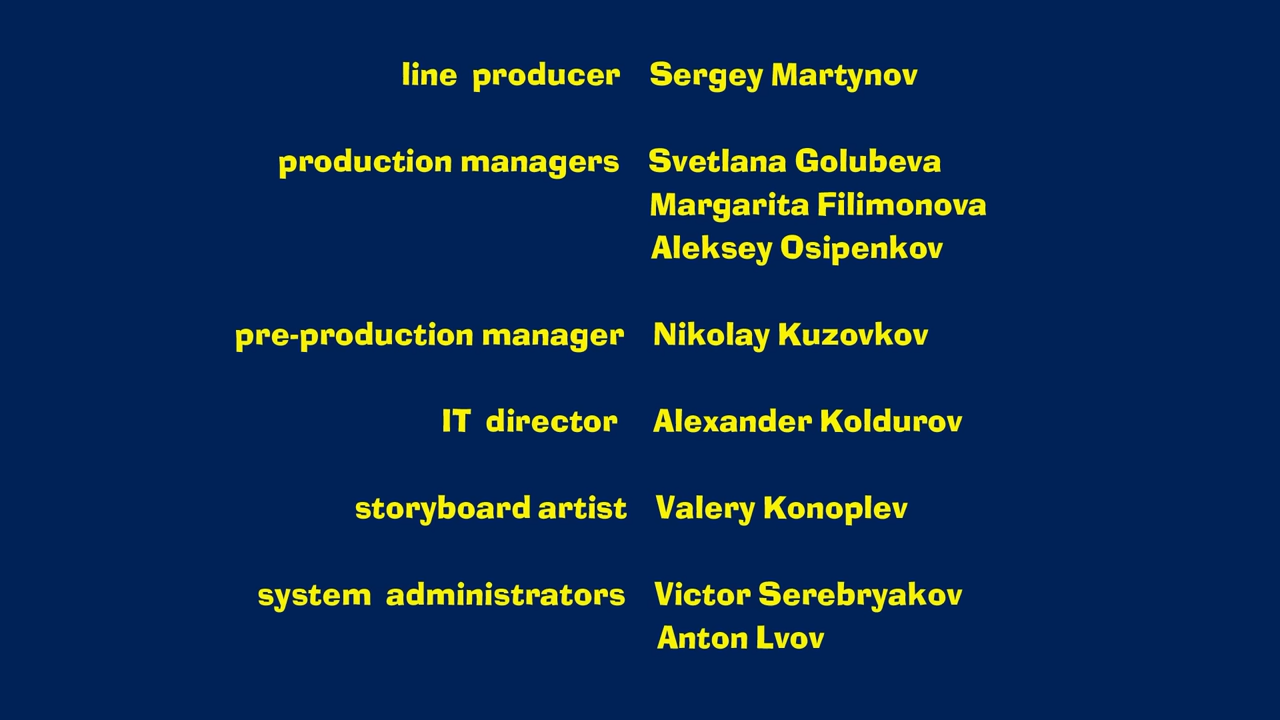 line producer Sergey Martynov
production managers Svetlana Golubeva
Margarita Filimonova
Aleksey Osipenkov
pre-production manager Nikolay Kuzovkov
IT director Alexander Koldurov
storyboard artist Valery Konoplev
system administrators Victor Serebryakov
Anton Lvov